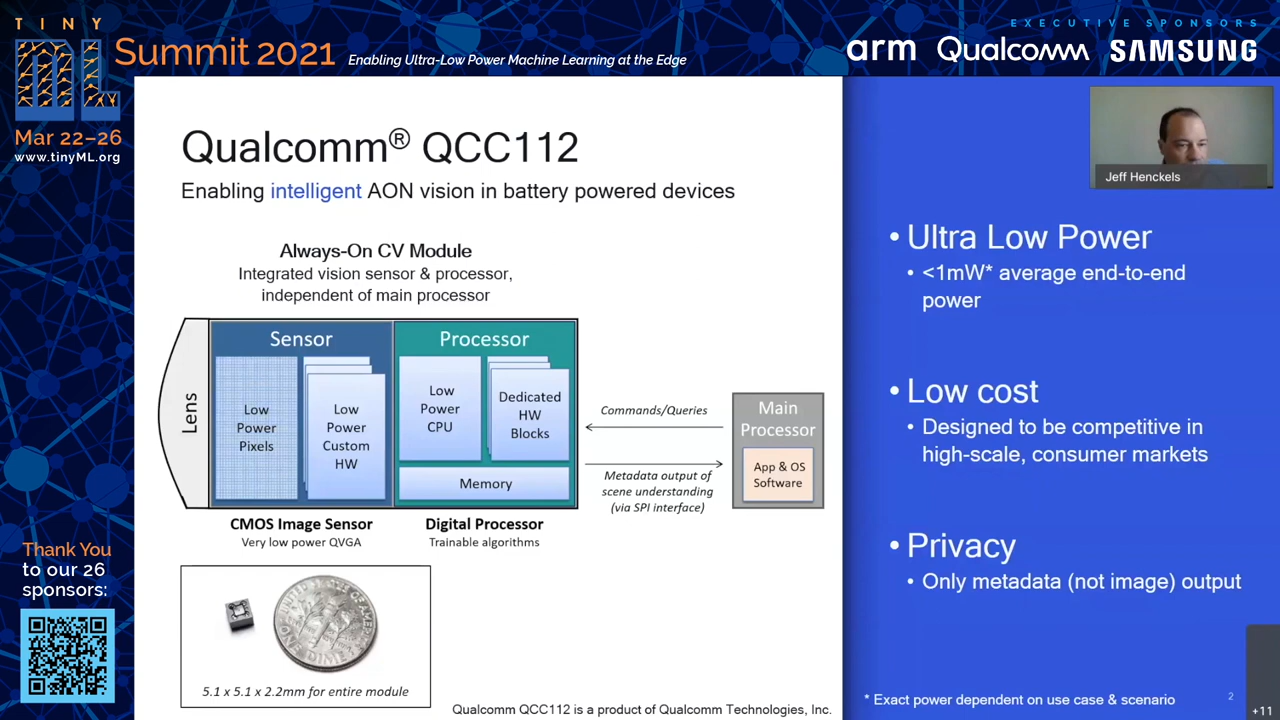 TINY
ML
Summit 2021
Enabling Ultra-Low Power Machine Learning at the Edge
EXECUTIVE SPONSORS
arm Qualcomm SAMSUNG
Mar 22–26
www.tinyML.org
Qualcomm® QCC112
Enabling intelligent AON vision in battery powered devices
Always-On CV Module
Integrated vision sensor & processor,
independent of main processor
Lens
Sensor
Low
Power
Pixels
Low
Power
Custom
HW
Processor
Low
Power
CPU
Dedicated
HW
Blocks
Memory
Commands/Queries
Metadata output of
scene understanding
(via SPI interface)
Main
Processor
App & OS
Software
CMOS Image Sensor
Very low power QVGA
Digital Processor
Trainable algorithms
ONE DIME
5.1 x 5.1 x 2.2mm for entire module
Qualcomm QCC112 is a product of Qualcomm Technologies, Inc.
Jeff Henckels
• Ultra Low Power
• <1mW* average end-to-end
power
• Low cost
• Designed to be competitive in
high-scale, consumer markets
• Privacy
• Only metadata (not image) output
* Exact power dependent on use case & scenario
2
+11
Thank You
to our 26
sponsors: